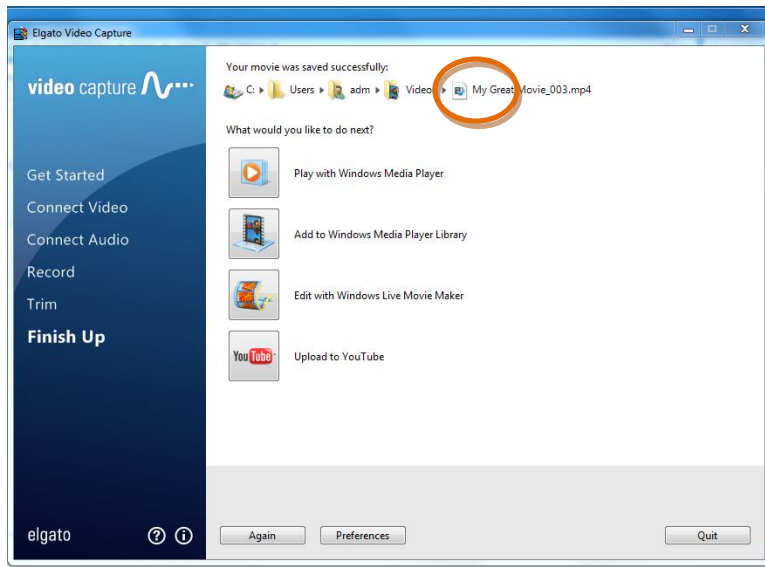 Elgato Video Capture
video capture
Get Started
Connect Video
Connect Audio
Record
Trim
Finish Up
elgato
Your movie was saved successfully:
C: Users adm Video My Great Movie_003.mp4
What would you like to do next?
Play with Windows Media Player
Add to Windows Media Player Library
Edit with Windows Live Movie Maker
You Tube Upload to YouTube
Again Preferences Quit